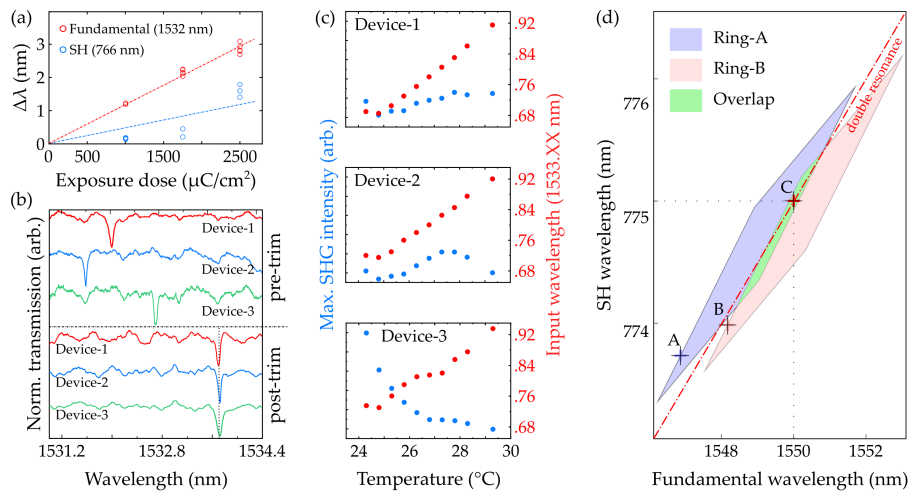 (a)
Fundamental (1532 nm)
SH (766 nm)
Δλ (nm)
3
2
1
0
0 500 1000 1500 2000 2500
Exposure dose (μC/cm²)
(b)
Norm. transmission (arb.)
Device-1
Device-2
Device-3
pre-trim
Device-1
Device-2
Device-3
post-trim
1531.2 1532.8 1534.4
Wavelength (nm)
(c)
Max. SHG intensity (arb.)
Input wavelength (1533.XX nm)
Device-1
.92
.84
.76
.68
Device-2
.92
.84
.76
.68
Device-3
.92
.84
.76
.68
24 26 28 30
Temperature (°C)
(d)
Ring-A
Ring-B
Overlap
double resonance
SH wavelength (nm)
776
775
774
A
B
C
1548 1550 1552
Fundamental wavelength (nm)